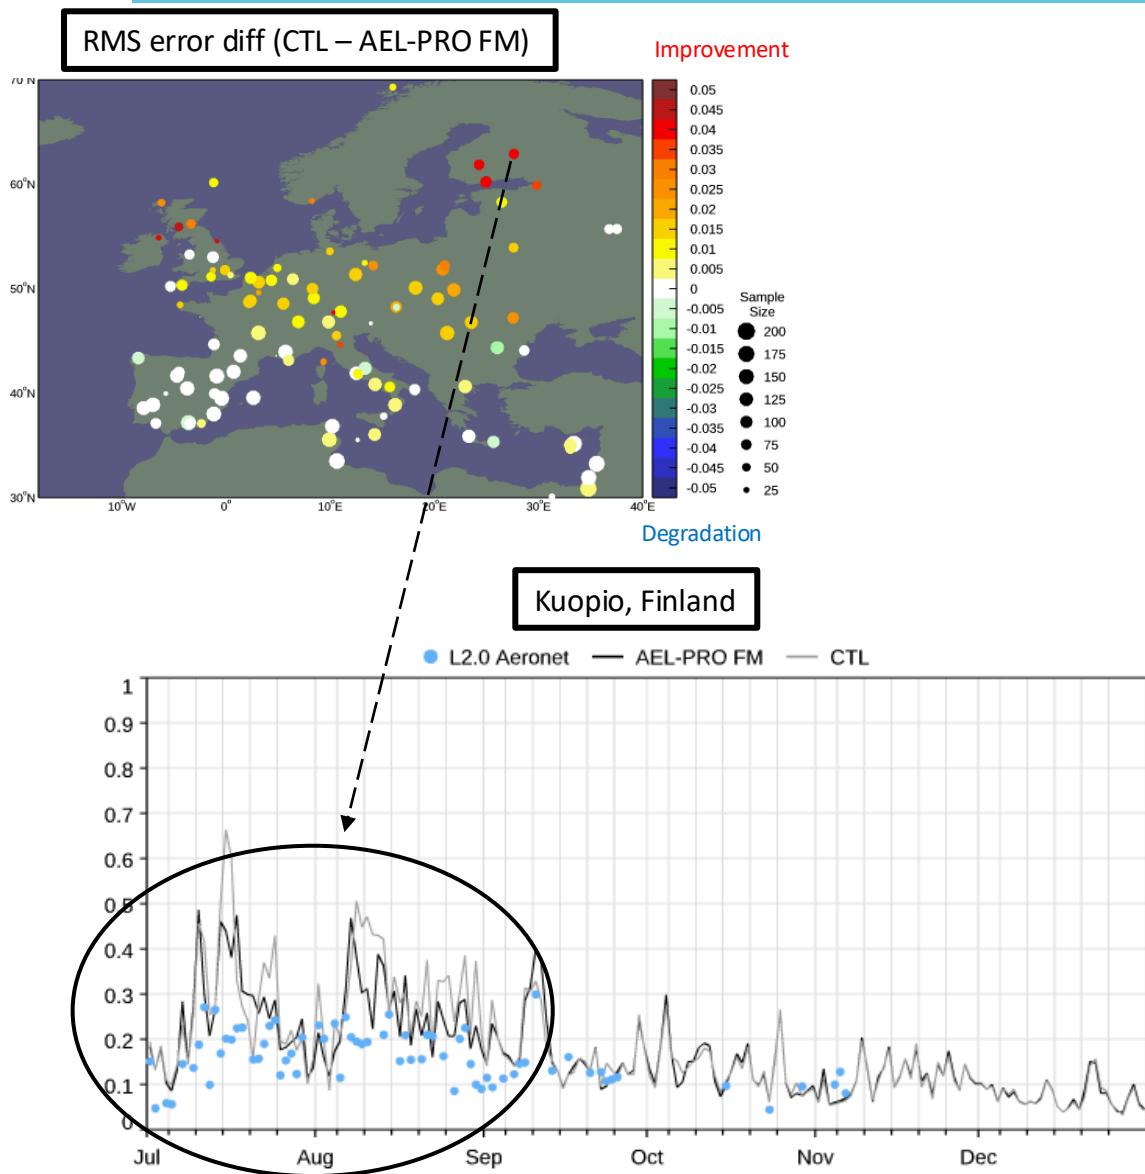 RMS error diff (CTL – AEL-PRO FM)
Improvement
70°N
60°N
50°N
40°N
30°N
10°W
0°
10°E
20°E
30°E
40°E
0.05
0.045
0.04
0.035
0.03
0.025
0.02
0.015
0.01
0.005
0
-0.005
-0.01
-0.015
-0.02
-0.025
-0.03
-0.035
-0.04
-0.045
-0.05
Sample
Size
200
175
150
125
100
75
50
25
Degradation
Kuopio, Finland
L2.0 Aeronet AEL-PRO FM CTL
1
0.9
0.8
0.7
0.6
0.5
0.4
0.3
0.2
0.1
0
Jul Aug Sep Oct Nov Dec